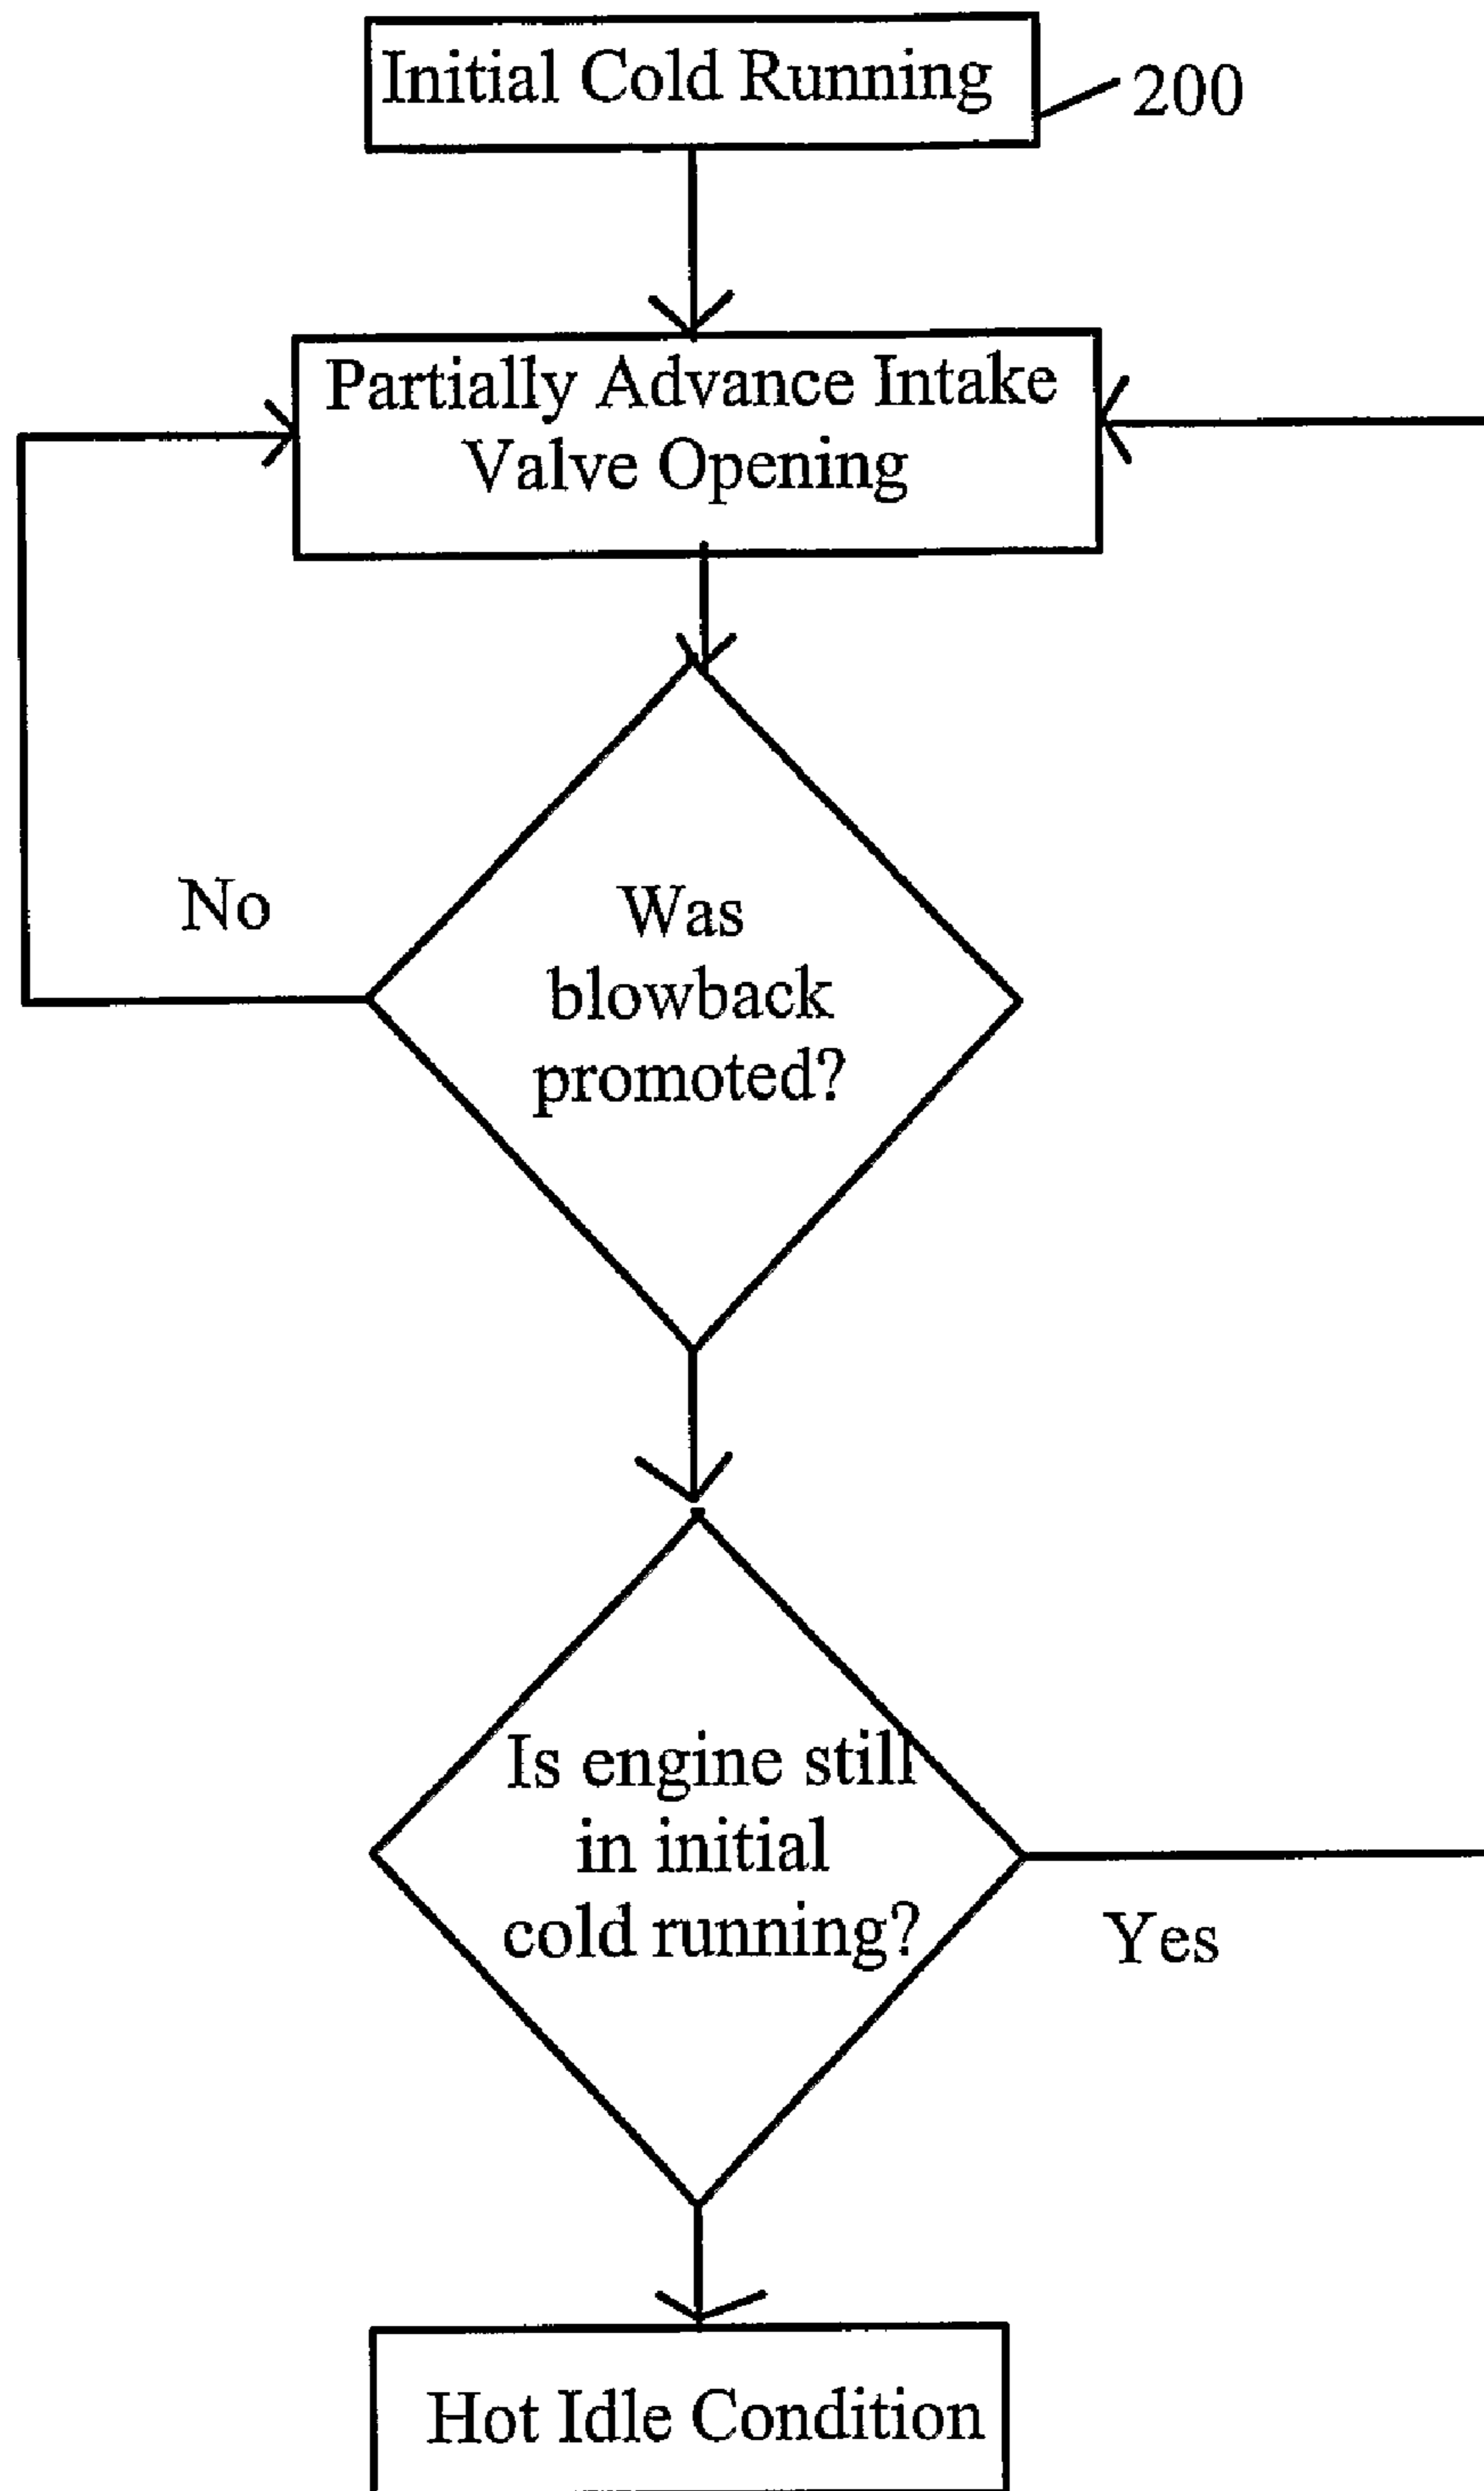 Initial Cold Running
200
Partially Advance Intake
Valve Opening
No
Was
blowback
promoted?
Is engine still
in initial
cold running?
Yes
Hot Idle Condition